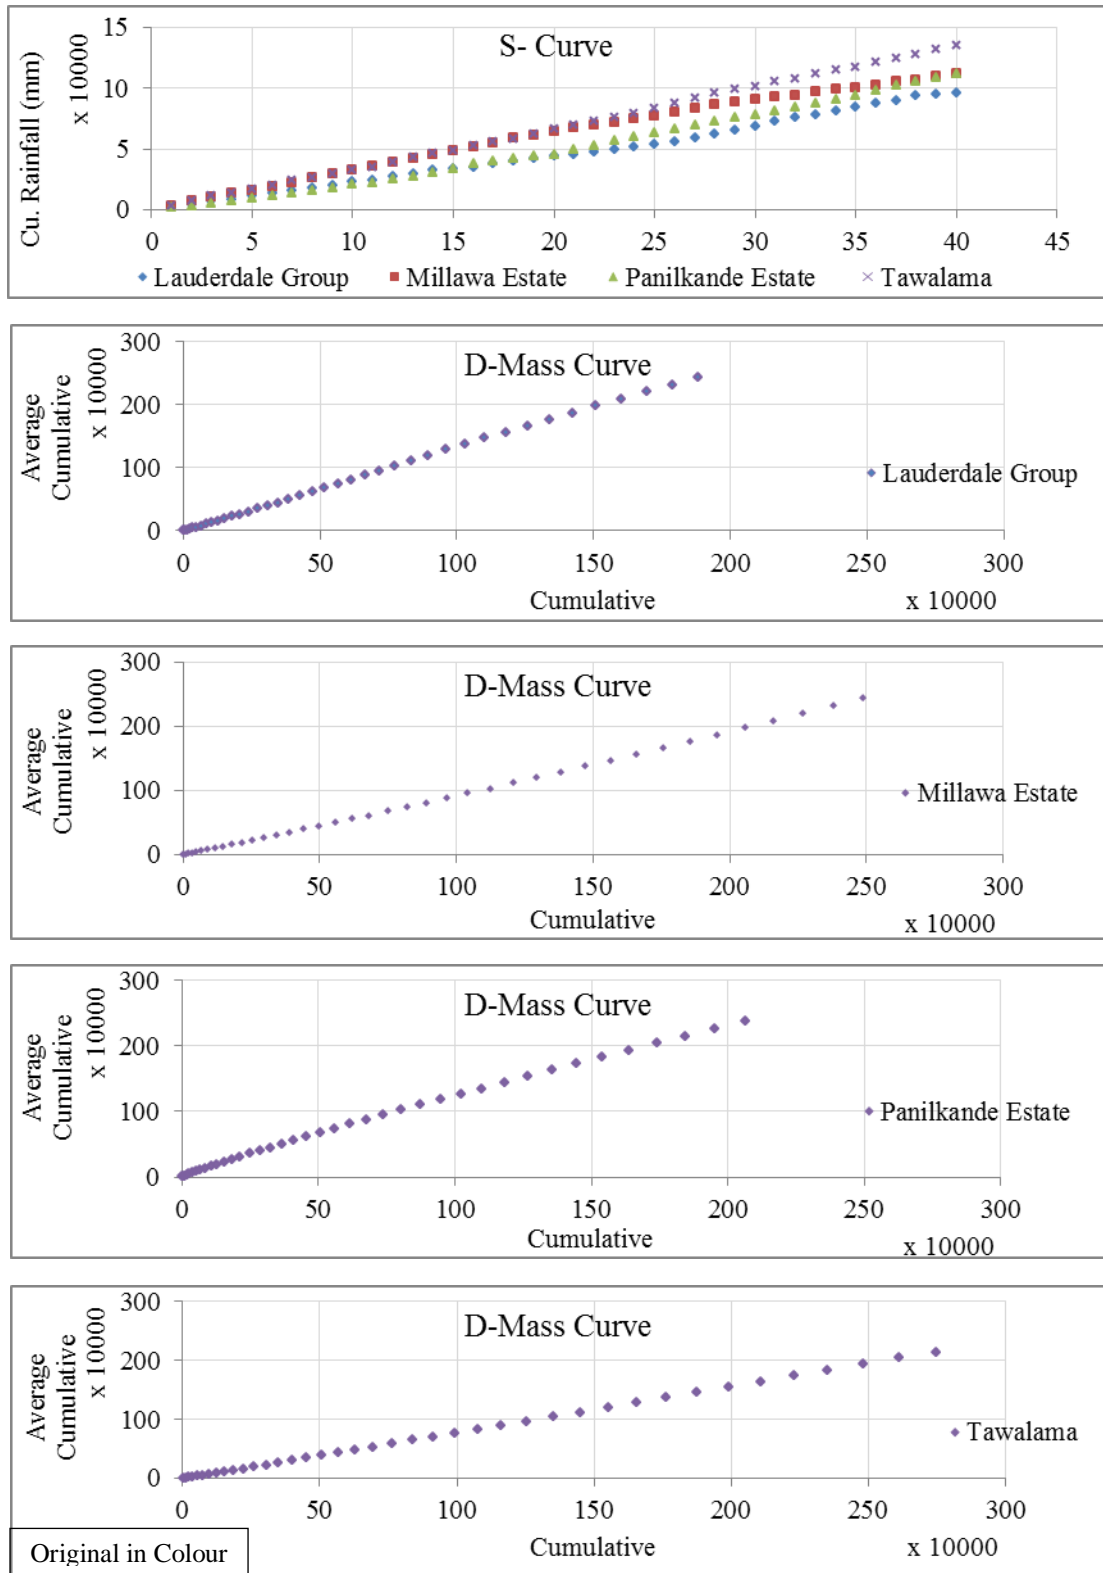 S- Curve
Cu. Rainfall (mm)
x 10000
15
10
5
0
0 5 10 15 20 25 30 35 40 45
Lauderdale Group Millawa Estate Panilkande Estate Tawalama
D-Mass Curve
Average
Cumulative
x 10000
300
200
100
0
0 50 100 150 200 250 300
Lauderdale Group
Cumulative
x 10000
D-Mass Curve
Average
Cumulative
x 10000
300
200
100
0
0 50 100 150 200 250 300
Millawa Estate
Cumulative
x 10000
D-Mass Curve
Average
Cumulative
x 10000
300
200
100
0
0 50 100 150 200 250 300
Panilkande Estate
Cumulative
x 10000
D-Mass Curve
Average
Cumulative
x 10000
300
200
100
0
0 50 100 150 200 250 300
Tawalama
Cumulative
x 10000
Original in Colour